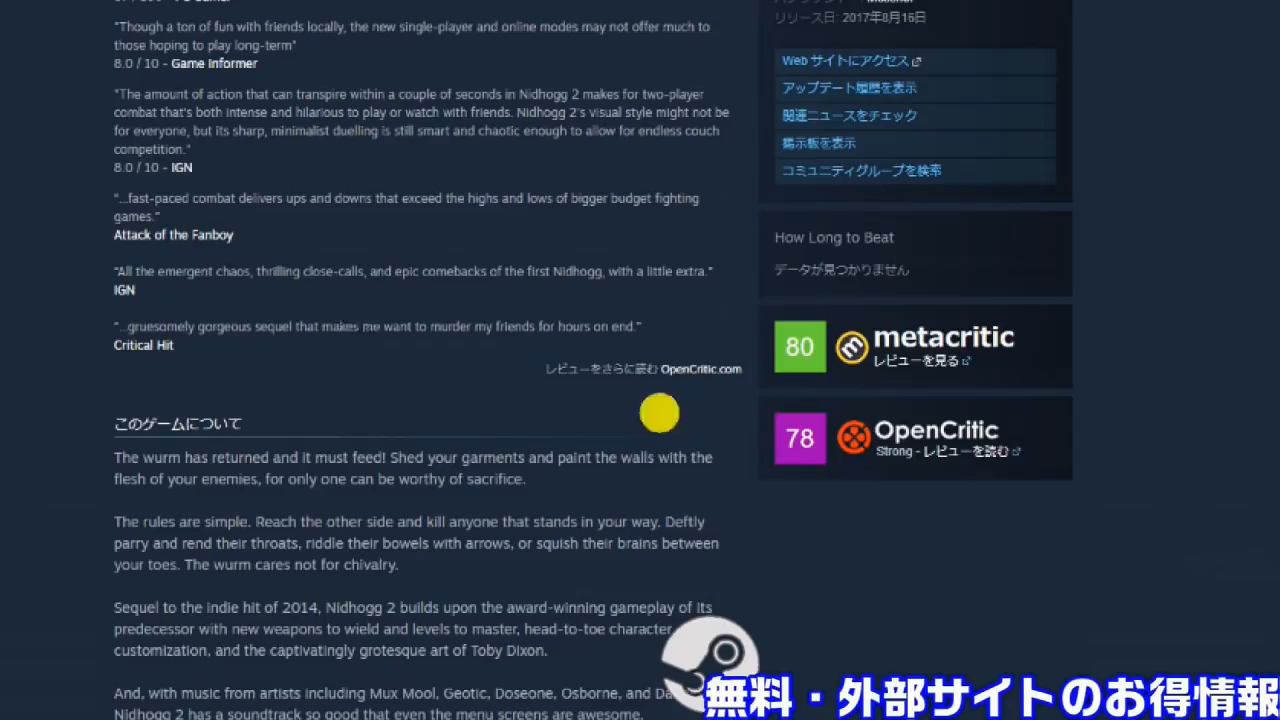 "Though a ton of fun with friends locally, the new single-player and online modes may not offer much to
those hoping to play long-term"
8.0 / 10 - Game Informer
"The amount of action that can transpire within a couple of seconds in Nidhogg 2 makes for two-player
combat that's both intense and hilarious to play or watch with friends. Nidhogg 2's visual style might not be
for everyone, but its sharp, minimalist duelling is still smart and chaotic enough to allow for endless couch
competition."
8.0 / 10 - IGN
"...fast-paced combat delivers ups and downs that exceed the highs and lows of bigger budget fighting
games."
Attack of the Fanboy
"All the emergent chaos, thrilling close-calls, and epic comebacks of the first Nidhogg, with a little extra."
IGN
"...gruesomely gorgeous sequel that makes me want to murder my friends for hours on end."
Critical Hit
レビューをさらに読む OpenCritic.com
このゲームについて
The wurm has returned and it must feed! Shed your garments and paint the walls with the
flesh of your enemies, for only one can be worthy of sacrifice.
The rules are simple. Reach the other side and kill anyone that stands in your way. Deftly
parry and rend their throats, riddle their bowels with arrows, or squish their brains between
your toes. The wurm cares not for chivalry.
Sequel to the indie hit of 2014, Nidhogg 2 builds upon the award-winning gameplay of its
predecessor with new weapons to wield and levels to master, head-to-toe character
customization, and the captivatingly grotesque art of Toby Dixon.
And, with music from artists including Mux Mool, Geotic, Doseone, Osborne, and
Nidhogg 2 has a soundtrack so good that even the menu screens are awesome.
リリース日: 2017年8月16日
Web サイトにアクセス
アップデート履歴を表示
関連ニュースをチェック
掲示板を表示
コミュニティグループを検索
How Long to Beat
データが見つかりません
80
metacritic
レビューを見る
78
OpenCritic
Strong - レビューを読む
無料・外部サイトのお得情報